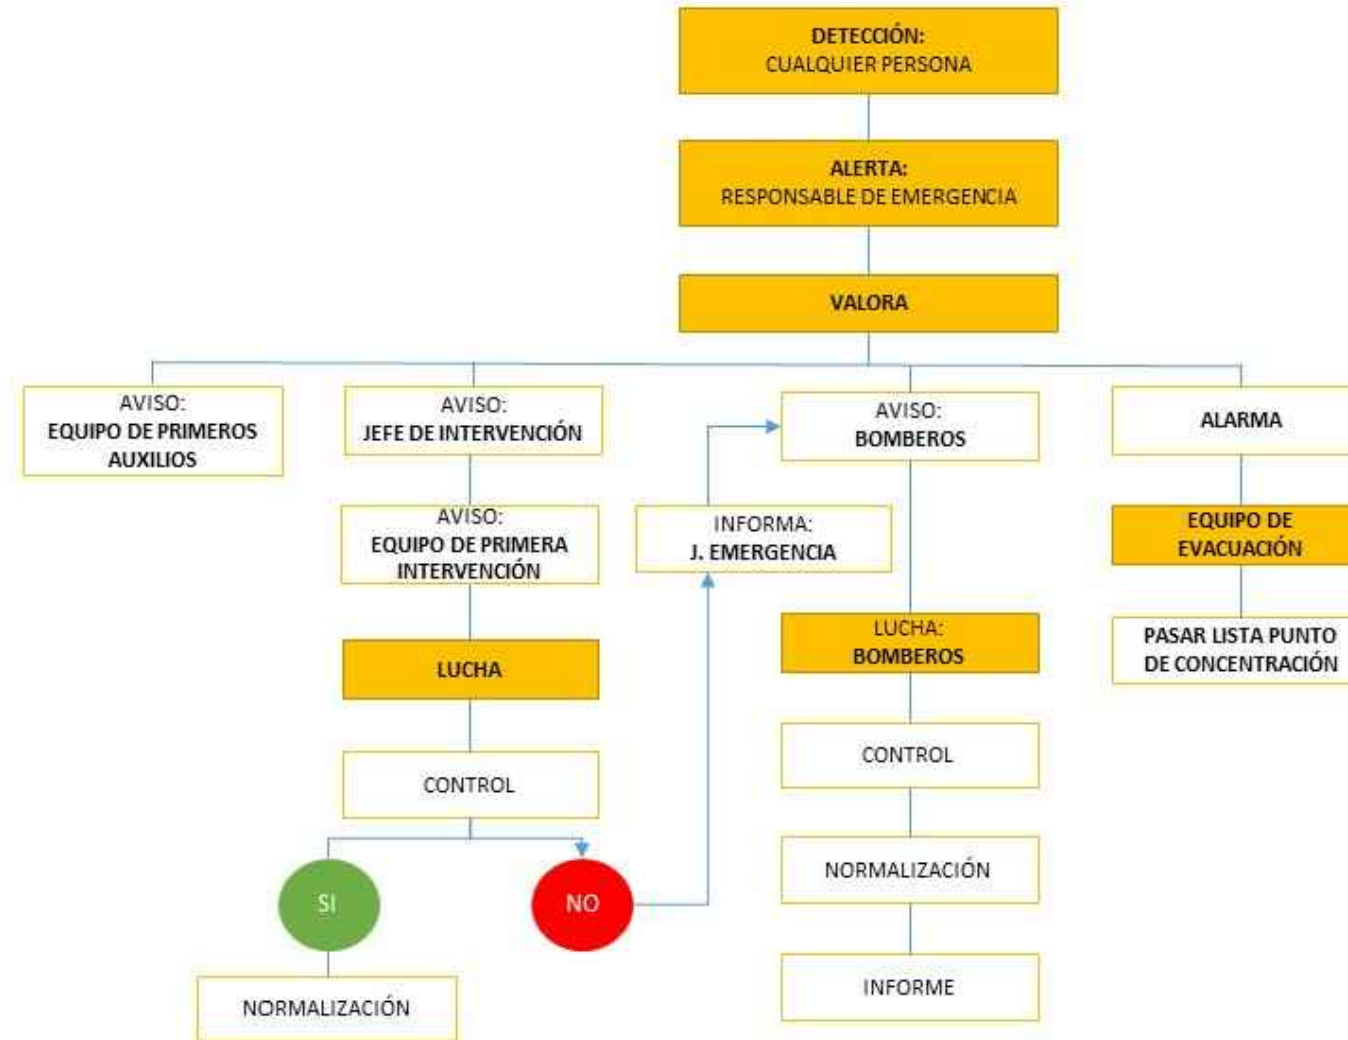 DETECCIÓN:
CUALQUIER PERSONA
ALERTA:
RESPONSABLE DE EMERGENCIA
VALORA
AVISO:
EQUIPO DE PRIMEROS
AUXILIOS
AVISO:
JEFE DE INTERVENCIÓN
AVISO:
BOMBEROS
ALARMA
AVISO:
EQUIPO DE PRIMERA
INTERVENCIÓN
INFORMA:
J. EMERGENCIA
EQUIPO DE
EVACUACIÓN
LUCHA
LUCHA:
BOMBEROS
PASAR LISTA PUNTO
DE CONCENTRACIÓN
CONTROL
CONTROL
SI
NO
NORMALIZACIÓN
NORMALIZACIÓN
INFORME